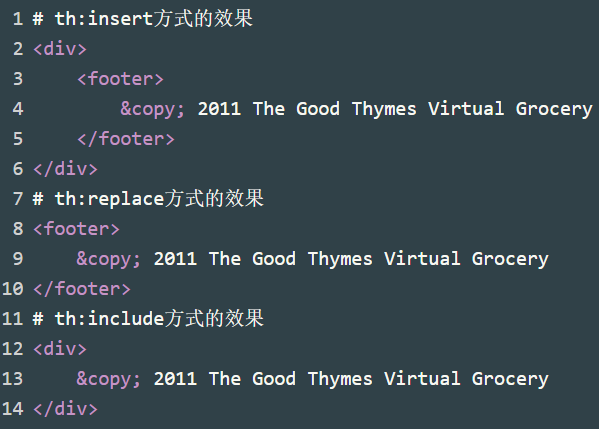 1 # th:insert方式的效果
2 <div>
3     <footer>
4         &copy; 2011 The Good Thymes Virtual Grocery
5     </footer>
6 </div>
7 # th:replace方式的效果
8 <footer>
9     &copy; 2011 The Good Thymes Virtual Grocery
10 </footer>
11 # th:include方式的效果
12 <div>
13     &copy; 2011 The Good Thymes Virtual Grocery
14 </div>